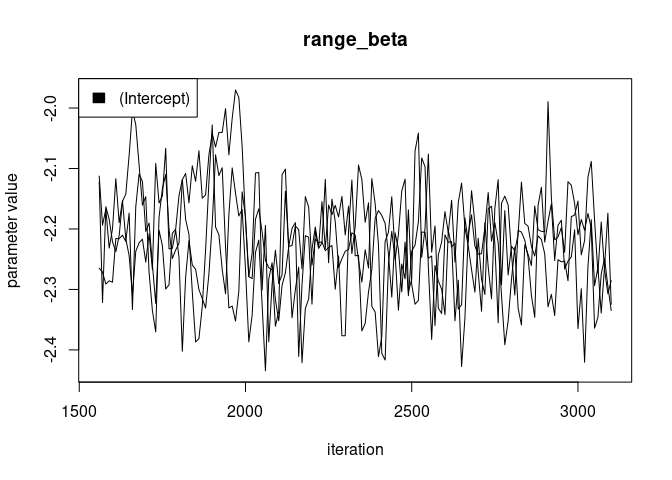 range_beta
(Intercept)
parameter value
-2.0
-2.1
-2.2
-2.3
-2.4
1500 2000 2500 3000
iteration